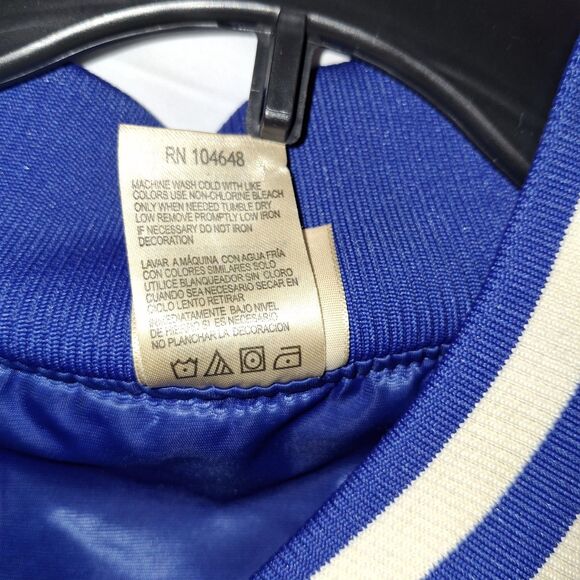 RN 104648
MACHINE WASH COLD WITH LIKE
COLORS USE NON-CHLORINE BLEACH
ONLY WHEN NEEDED TUMBLE DRY
LOW REMOVE PROMPTLY LOW IRON
IF NECESSARY DO NOT IRON
DECORATION
LAVAR A MÁQUINA CON AGUA FRÍA
CON COLORES SIMILARES SOLO
UTILICE BLANQUEADOR SIN CLORO
CUANDO SEA NECESARIO SECAR EN
CICLO LENTO RETIRAR
INMEDIATAMENTE BAJO NIVEL
DE PIERNO SI ES NECESARIO
NO PLANCHAR LA DECORACIÓN